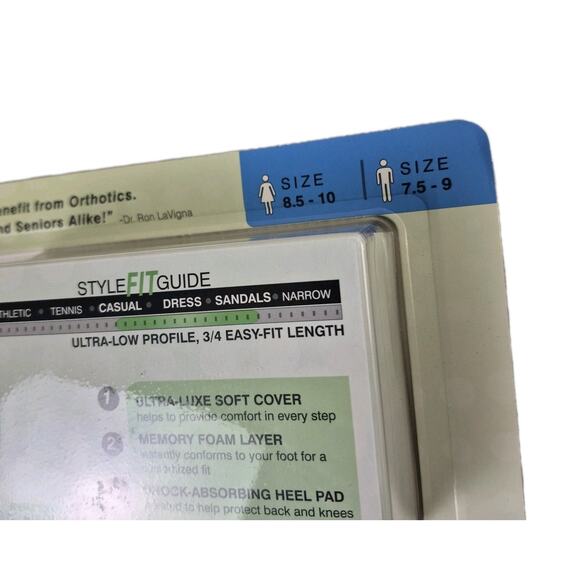 SIZE
8.5 - 10
SIZE
7.5 - 9
enefit from Orthotics.
nd Seniors Alike!" -Dr. Ron LaVigna
STYLEFITGUIDE
THLETIC • TENNIS • CASUAL • DRESS • SANDALS • NARROW
ULTRA-LOW PROFILE, 3/4 EASY-FIT LENGTH
1 ULTRA-LUXE SOFT COVER
helps to provide comfort in every step
2 MEMORY FOAM LAYER
instantly conforms to your foot for a
customized fit
SHOCK-ABSORBING HEEL PAD
to help protect back and knees